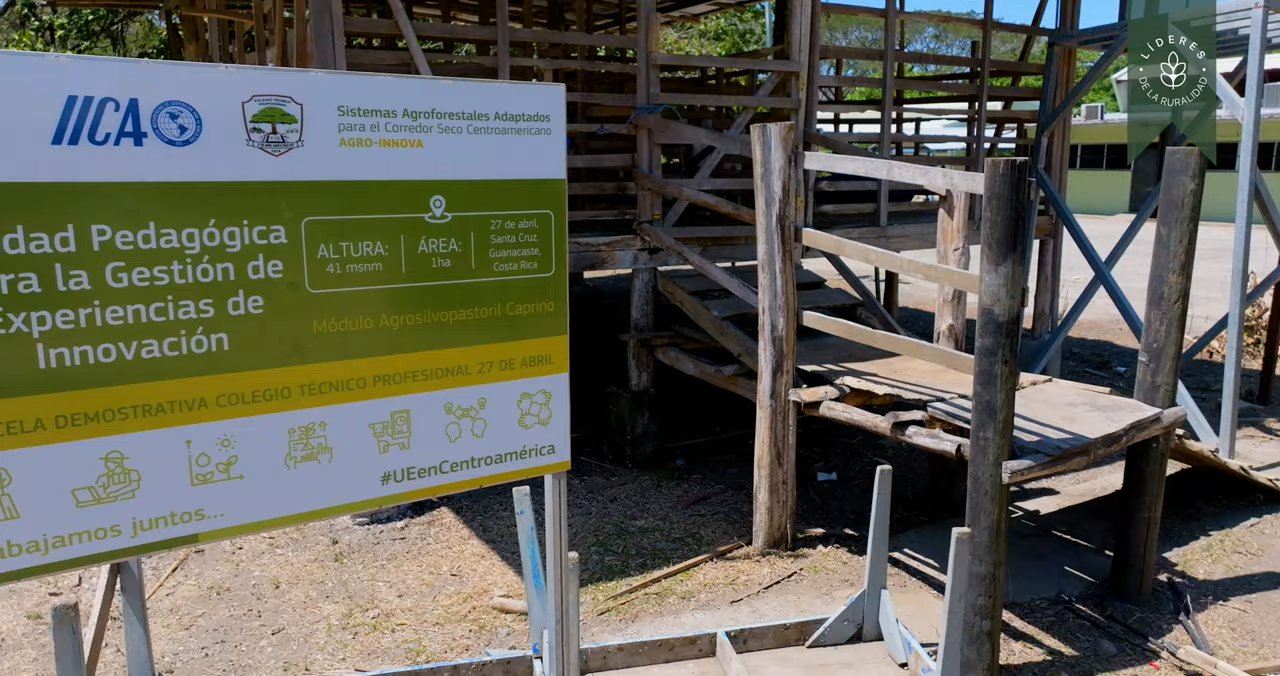 IICA
Sistemas Agroforestales Adaptados
para el Corredor Seco Centroamericano
AGRO-INNOVA
dad Pedagógica
ra la Gestión de
Experiencias de
Innovación
ALTURA:
41 msnm
ÁREA:
1ha
27 de abril,
Santa Cruz,
Guanacaste,
Costa Rica
Módulo Agrosilvopastoril Caprino
CELA DEMOSTRATIVA COLEGIO TÉCNICO PROFESIONAL 27 DE ABRIL
#UEenCentroamérica
abajamos juntos...
LÍDERES
DE LA RURALIDAD